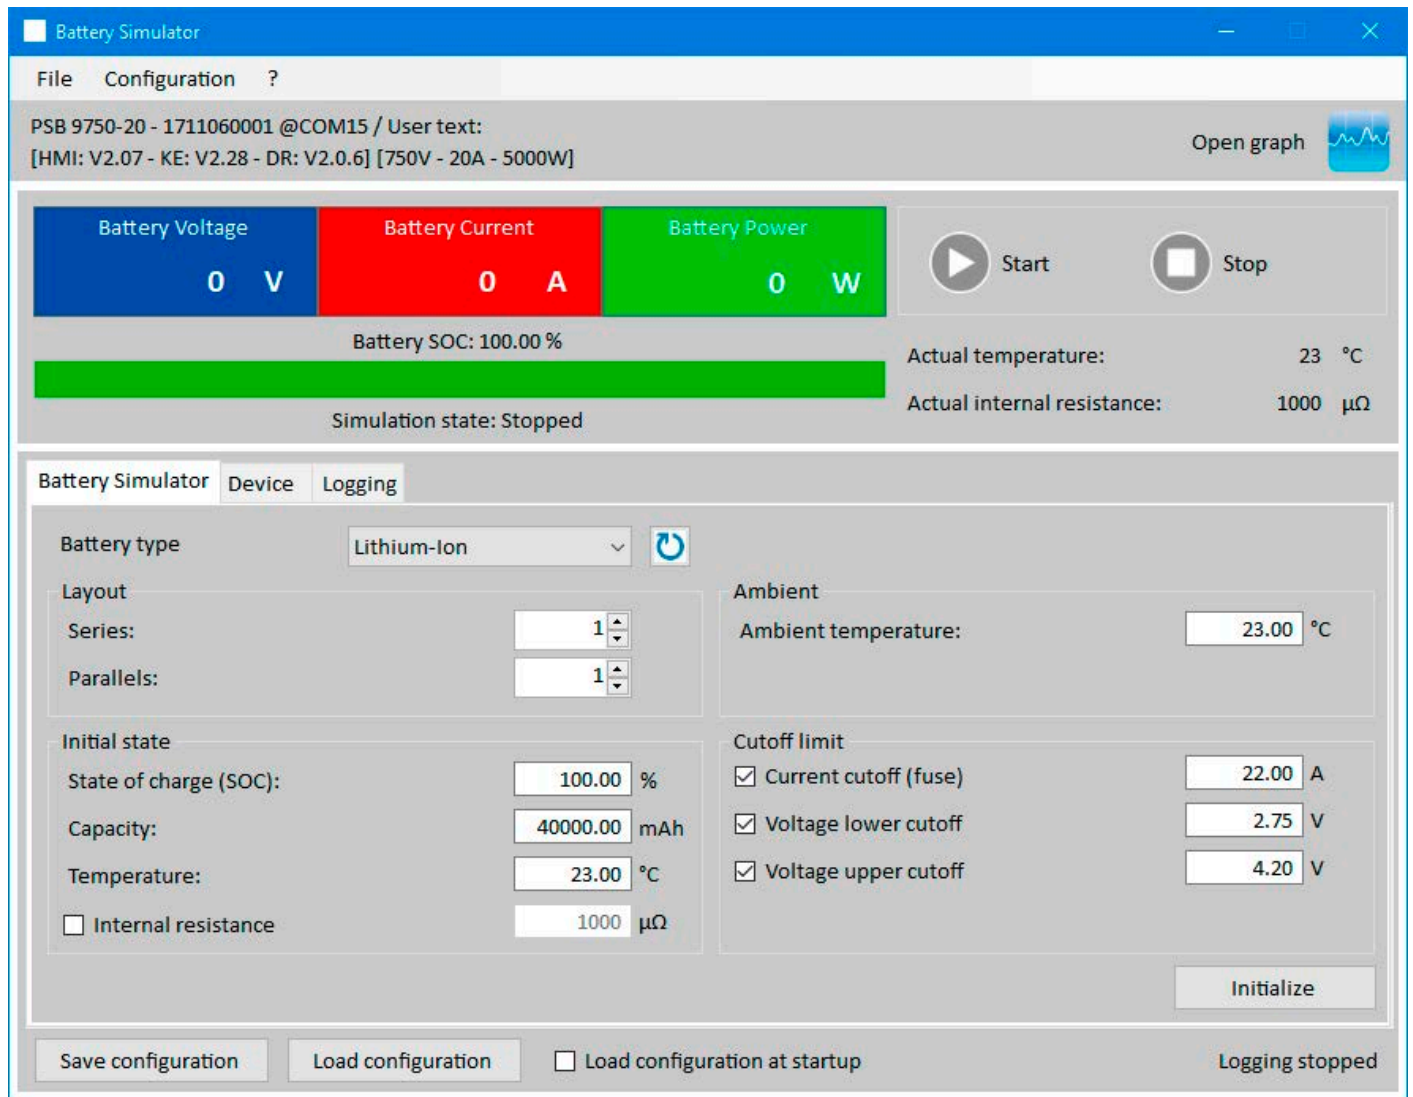 Battery Simulator
File Configuration ?
PSB 9750-20 - 1711060001 @COM15 / User text:
[HMI: V2.07 - KE: V2.28 - DR: V2.0.6] [750V - 20A - 5000W]
Open graph
Battery Voltage
0 V
Battery Current
0 A
Battery Power
0 W
Start
Stop
Battery SOC: 100.00 %
Simulation state: Stopped
Actual temperature: 23 °C
Actual internal resistance: 1000 µΩ
Battery Simulator Device Logging
Battery type Lithium-Ion
Layout
Series: 1
Parallels: 1
Ambient
Ambient temperature: 23.00 °C
Initial state
State of charge (SOC): 100.00 %
Capacity: 40000.00 mAh
Temperature: 23.00 °C
Internal resistance 1000 µΩ
Cutoff limit
Current cutoff (fuse) 22.00 A
Voltage lower cutoff 2.75 V
Voltage upper cutoff 4.20 V
Initialize
Save configuration Load configuration Load configuration at startup Logging stopped